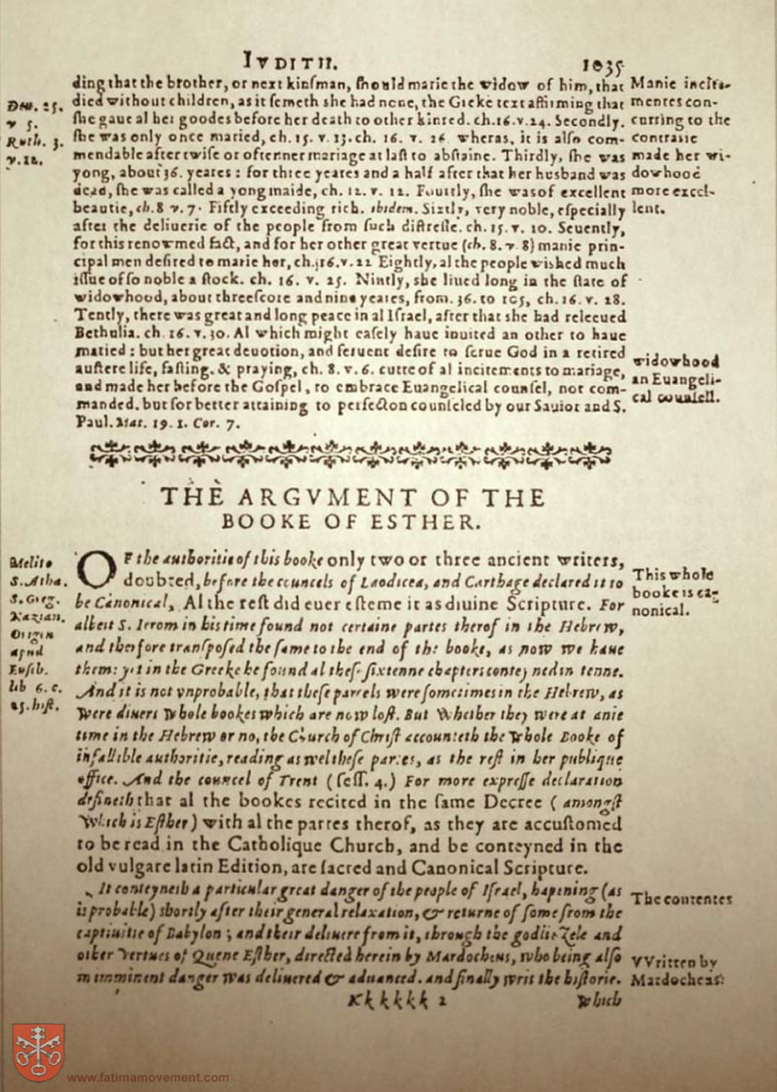 IVDITH. 1035
ding that the brother, or next kinſman, ſhould marie the widow of him, that
died without children, as it ſemeth she had none, the Greke text affirming that
ſhe gaue al her goodes before her death to other kinred. ch.16.v.24. Secondly.
ſhe was only once maried, ch. 15. v. 13. ch. 16. v. 26 wheras, it is alſo com-
mendable after twiſe or oftenner mariage at laſt to abſtaine. Thirdly, ſhe was
yong, about 36. yeares : for three yeares and a half after that her husband was
dead, ſhe was called a yong maide, ch. 12. v. 12. Fourtly, ſhe was of excellent
beautie, ch. 8 v. 7. Fiftly exceeding rich. ibidem. Sixtly, very noble, eſpecially
after the deliuerie of the people from ſuch diſtreſſe. ch. 15. v. 10. Seuently,
for this renowmed fact, and for her other great vertue (ch. 8. v. 8) manie prin-
cipal men deſired to marie her, ch. 16. v. 22 Eightly, al the people wished much
iſſue of ſo noble a ſtock. ch. 16. v. 25. Nintly, she liued long in the ſtate of
widowhood, about threeſcore and nine yeares, from. 36. to 105, ch. 16. v. 28.
Tently, there was great and long peace in al Iſrael, after that she had releeued
Bethulia. ch. 16. v. 30. Al which might eaſely haue inuited an other to haue
maried : but her great deuotion, and feruent deſire to ſerue God in a retired
auſtere life, faſting, & praying, ch. 8. v. 6. cutte of al incitements to mariage,
and made her before the Goſpel, to embrace Euangelical counſel, not com-
manded, but for better attaining to perfection counſeled by our Sauior and S.
Paul. Mat. 19. 1. Cor. 7.
Deu. 25.
v 5.
Ruth. 3.
v. 12.
Manie incite-
mentes con-
curring to the
contrarie
made her wi-
dowhood
more excel-
lent.
widowhood
an Euangeli-
cal counſell.
THE ARGVMENT OF THE
BOOKE OF ESTHER.
OF the authoritie of this booke only two or three ancient writers,
doubted, before the councels of Laodicea, and Carthage declared it to
be Canonical, Al the reſt did euer eſteme it as diuine Scripture. For
albeit S. Ierom in his time found not certaine partes therof in the Hebrew,
and therfore tranſpoſed the ſame to the end of the booke, as now we haue
them: yet in the Greeke he found al theſe ſixtenne chapters conteyned in tenne.
And it is not vnprobable, that theſe parcels were ſometimes in the Hebrew, as
were diuers whole bookes which are now loſt. But whether they were at anie
time in the Hebrew or no, the Church of Chriſt accounteth the whole Booke of
infallible authoritie, reading as wel theſe partes, as the reſt in her publique
office. And the councel of Trent (ſeſſ. 4.) For more expreſſe declaration
defineth that al the bookes recited in the ſame Decree ( amongſt
which is Eſther) with al the partes therof, as they are accuſtomed
to be read in the Catholique Church, and be conteyned in the
old vulgare latin Edition, are ſacred and Canonical Scripture.
It conteyneth a particular great danger of the people of Iſrael, hapening (as
is probable) shortly after their general relaxation, & returne of ſome from the
captiuitie of Babylon ; and their deliuere from it, through the godlie zele and
other vertues of Quene Eſther, directed herein by Mardocheus, who being alſo
in imminent danger was deliuered & aduanced. and finally writ the hiſtorie.
Kkkkkk 2 Which
Melito
S. Atha.
S. Greg.
Nazian.
Origin
apud
Euſib.
lib 6. c.
25. hiſt.
This whole
booke is ca-
nonical.
The contentes
VVritten by
Mardocheus:
www.fatimamovement.com